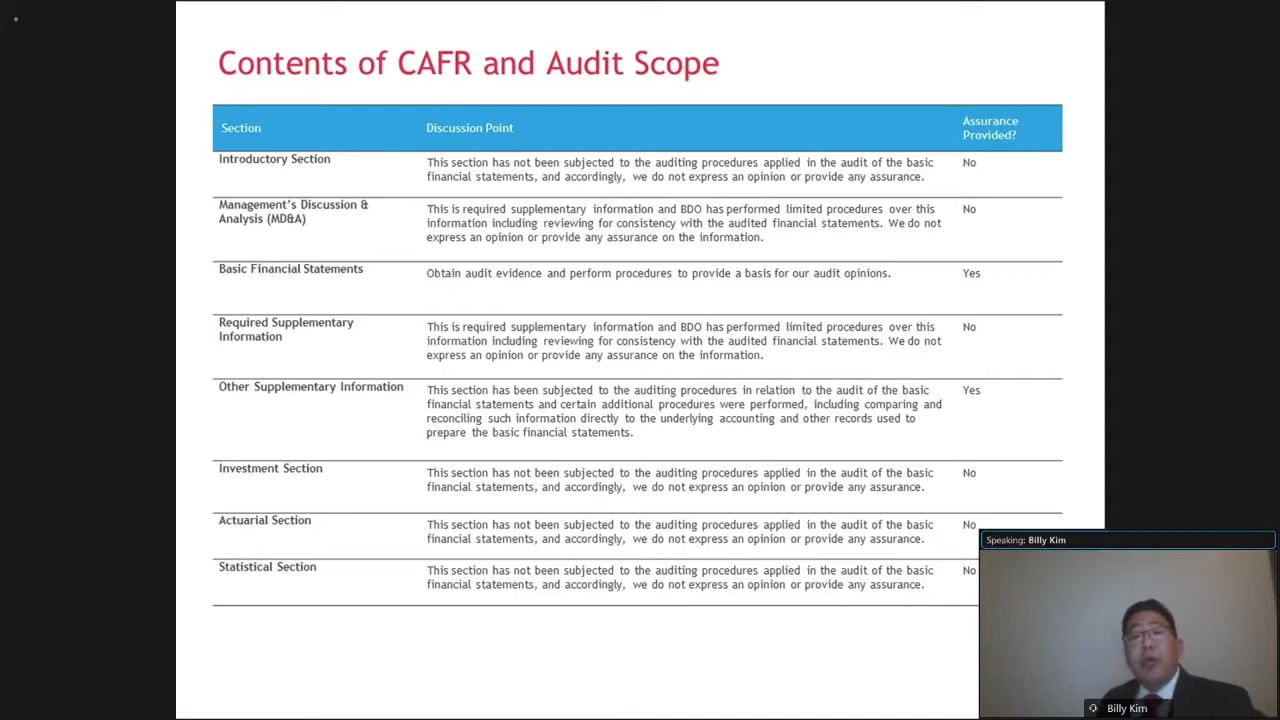 Contents of CAFR and Audit Scope
Section
Discussion Point
Assurance
Provided?
Introductory Section
This section has not been subjected to the auditing procedures applied in the audit of the basic
financial statements, and accordingly, we do not express an opinion or provide any assurance.
No
Management's Discussion &
Analysis (MD&A)
This is required supplementary information and BDO has performed limited procedures over this
information including reviewing for consistency with the audited financial statements. We do not
express an opinion or provide any assurance on the information.
No
Basic Financial Statements
Obtain audit evidence and perform procedures to provide a basis for our audit opinions.
Yes
Required Supplementary
Information
This is required supplementary information and BDO has performed limited procedures over this
information including reviewing for consistency with the audited financial statements. We do not
express an opinion or provide any assurance on the information.
No
Other Supplementary Information
This section has been subjected to the auditing procedures in relation to the audit of the basic
financial statements and certain additional procedures were performed, including comparing and
reconciling such information directly to the underlying accounting and other records used to
prepare the basic financial statements.
Yes
Investment Section
This section has not been subjected to the auditing procedures applied in the audit of the basic
financial statements, and accordingly, we do not express an opinion or provide any assurance.
No
Actuarial Section
This section has not been subjected to the auditing procedures applied in the audit of the basic
financial statements, and accordingly, we do not express an opinion or provide any assurance.
No
Statistical Section
This section has not been subjected to the auditing procedures applied in the audit of the basic
financial statements, and accordingly, we do not express an opinion or provide any assurance.
No
Speaking: Billy Kim
Billy Kim